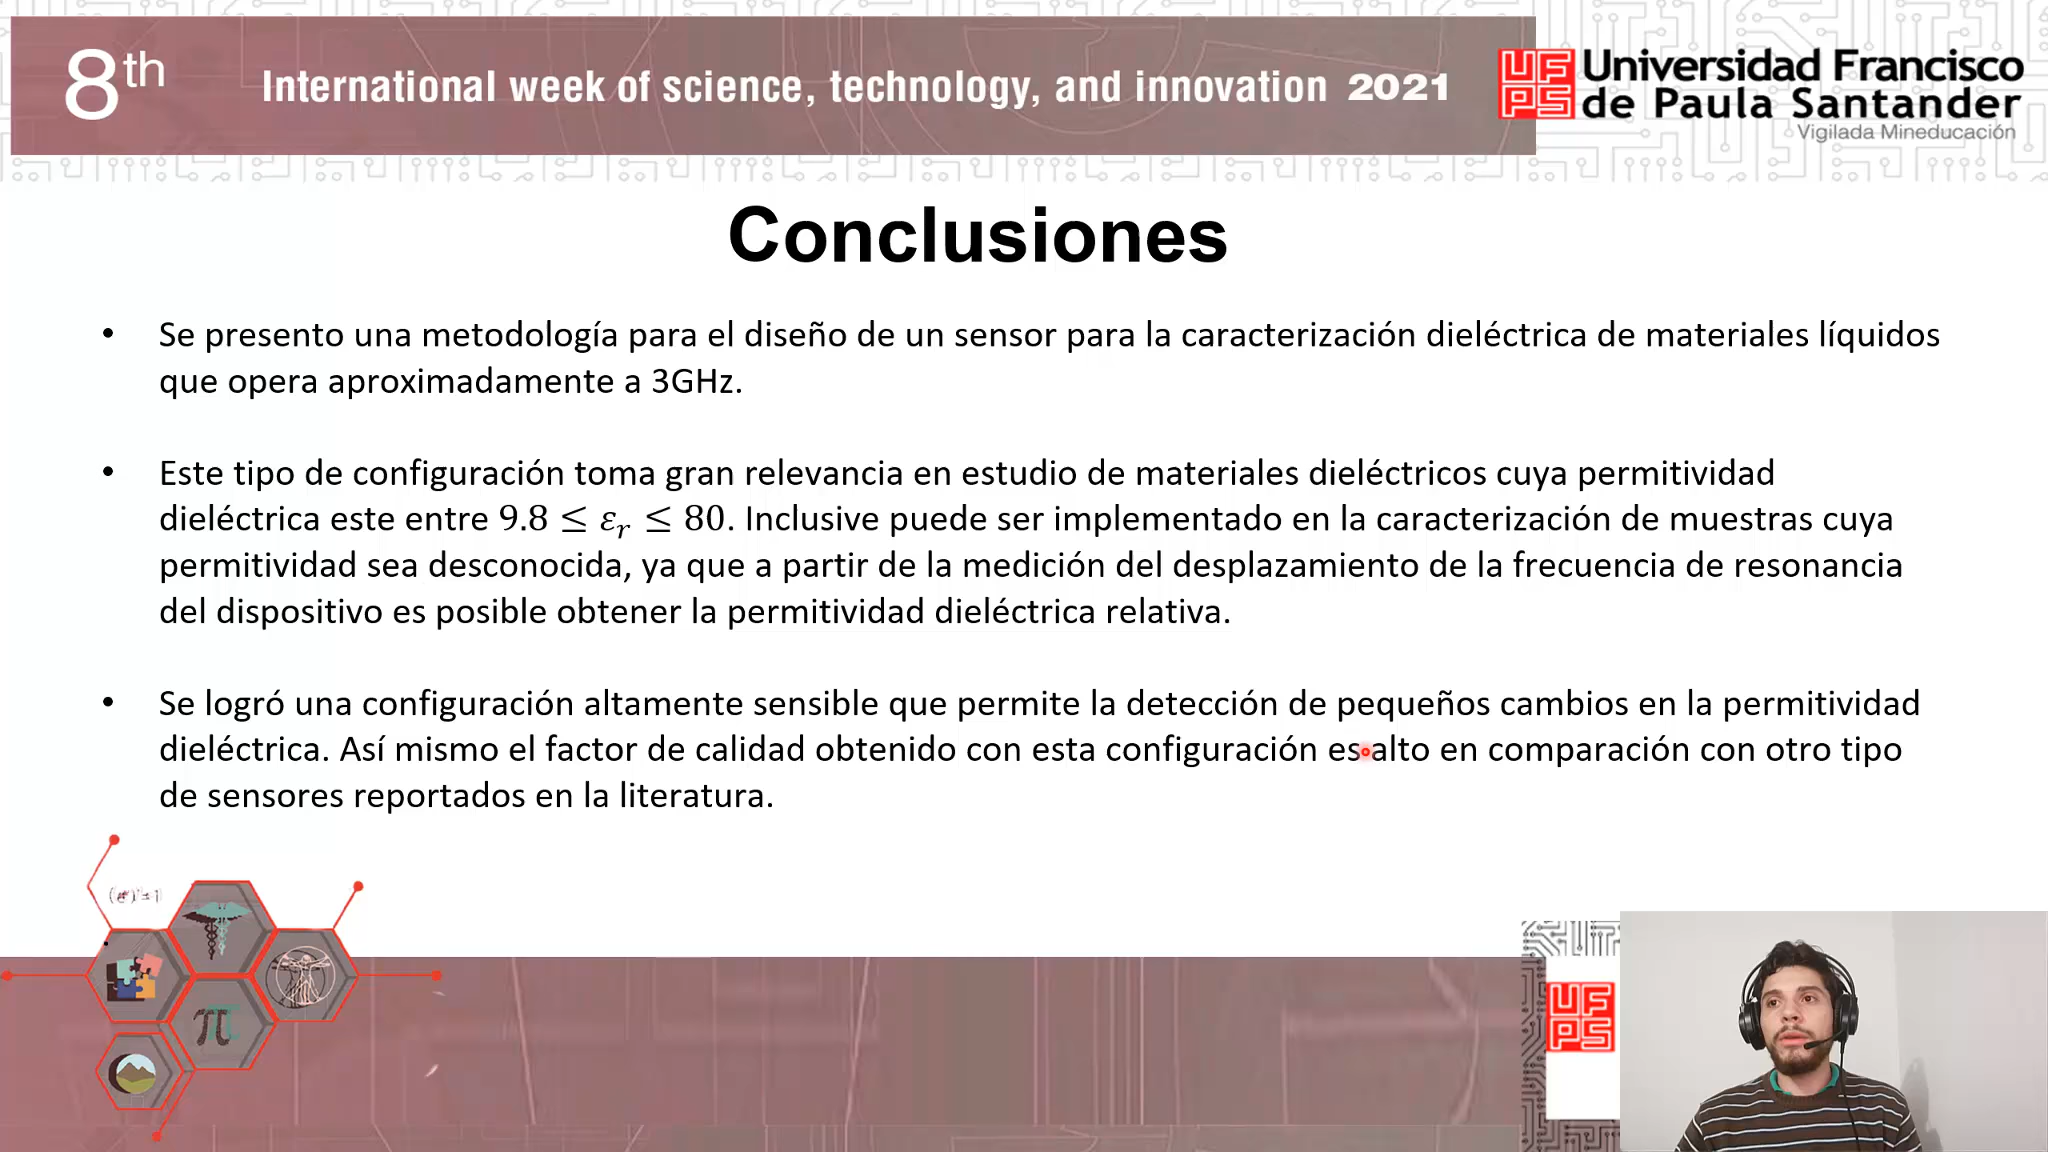 8th
International week of science, technology, and innovation 2021
UFPS
Universidad Francisco
de Paula Santander
Vigilada Mineducación
Conclusiones
• Se presento una metodología para el diseño de un sensor para la caracterización dieléctrica de materiales líquidos
que opera aproximadamente a 3GHz.
• Este tipo de configuración toma gran relevancia en estudio de materiales dieléctricos cuya permitividad
dieléctrica este entre 9.8 ≤ εr ≤ 80. Inclusive puede ser implementado en la caracterización de muestras cuya
permitividad sea desconocida, ya que a partir de la medición del desplazamiento de la frecuencia de resonancia
del dispositivo es posible obtener la permitividad dieléctrica relativa.
• Se logró una configuración altamente sensible que permite la detección de pequeños cambios en la permitividad
dieléctrica. Así mismo el factor de calidad obtenido con esta configuración es alto en comparación con otro tipo
de sensores reportados en la literatura.
π
UFPS